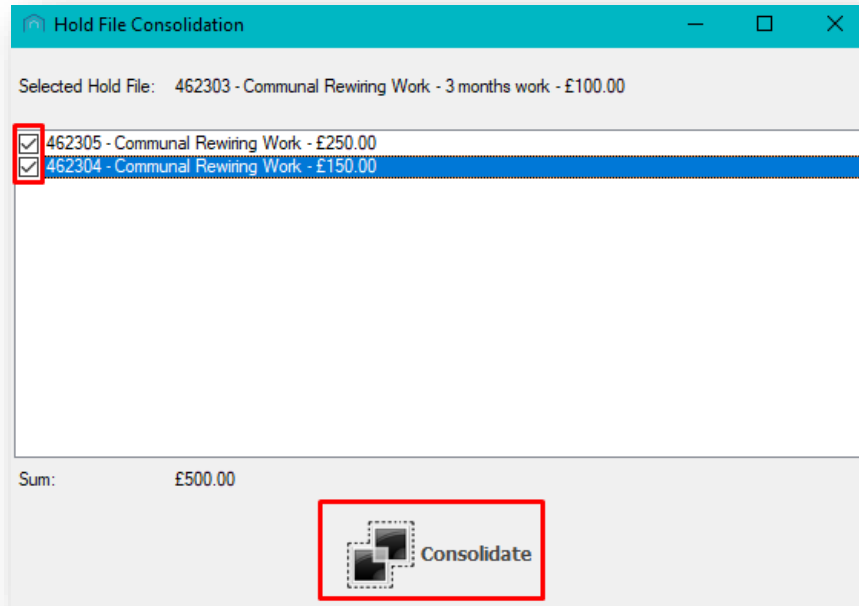 Hold File Consolidation
Selected Hold File: 462303 - Communal Rewiring Work - 3 months work - £100.00
462305 - Communal Rewiring Work - £250.00
462304 - Communal Rewiring Work - £150.00
Sum: £500.00
Consolidate